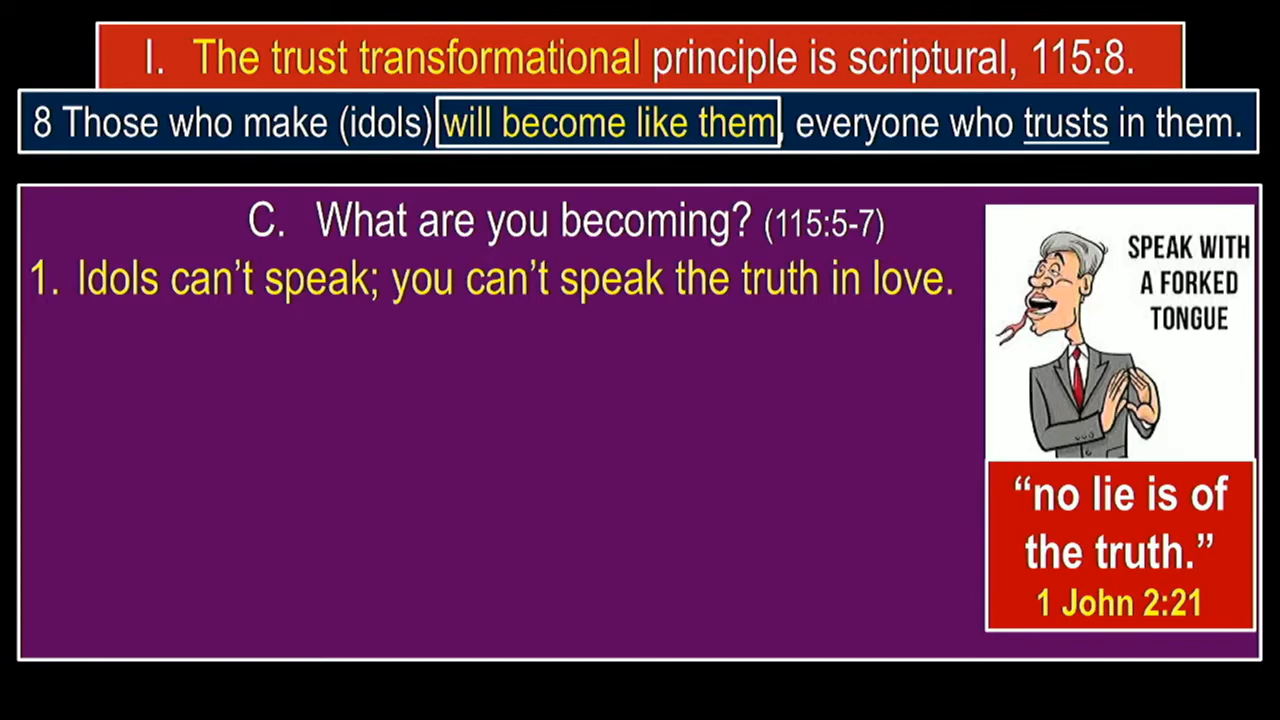 I. The trust transformational principle is scriptural, 115:8.
8 Those who make (idols) will become like them, everyone who trusts in them.
C. What are you becoming? (115:5-7)
1. Idols can’t speak; you can’t speak the truth in love.
SPEAK WITH
A FORKED
TONGUE
“no lie is of
the truth.”
1 John 2:21